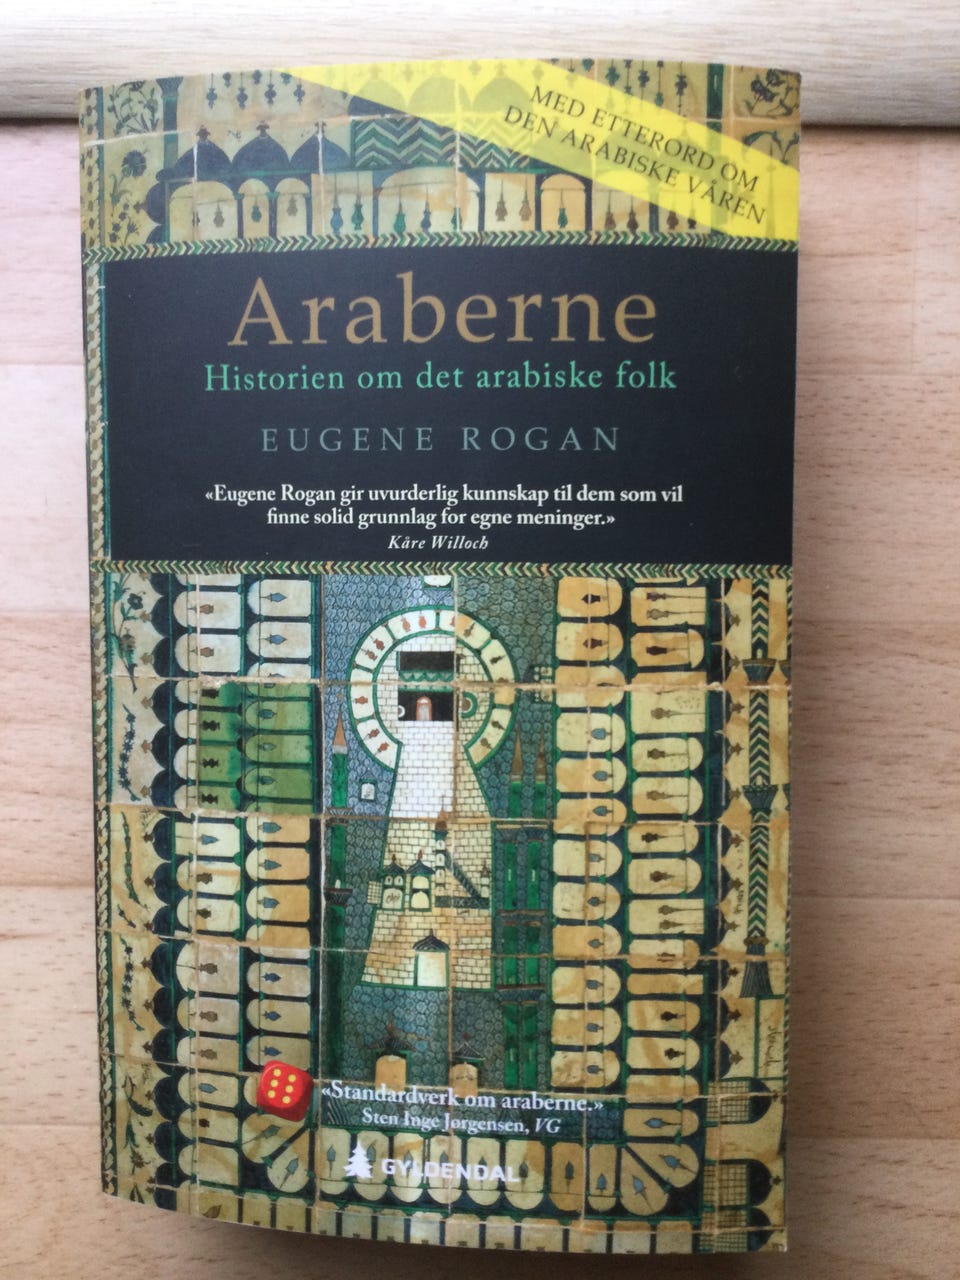 MED ETTERORD OM
DEN ARABISKE VÅREN
Araberne
Historien om det arabiske folk
EUGENE ROGAN
«Eugene Rogan gir uvurderlig kunnskap til dem som vil
finne solid grunnlag for egne meninger.»
Kåre Willoch
«Standardverk om araberne.»
Sten Inge Jørgensen, VG
GYLDENDAL